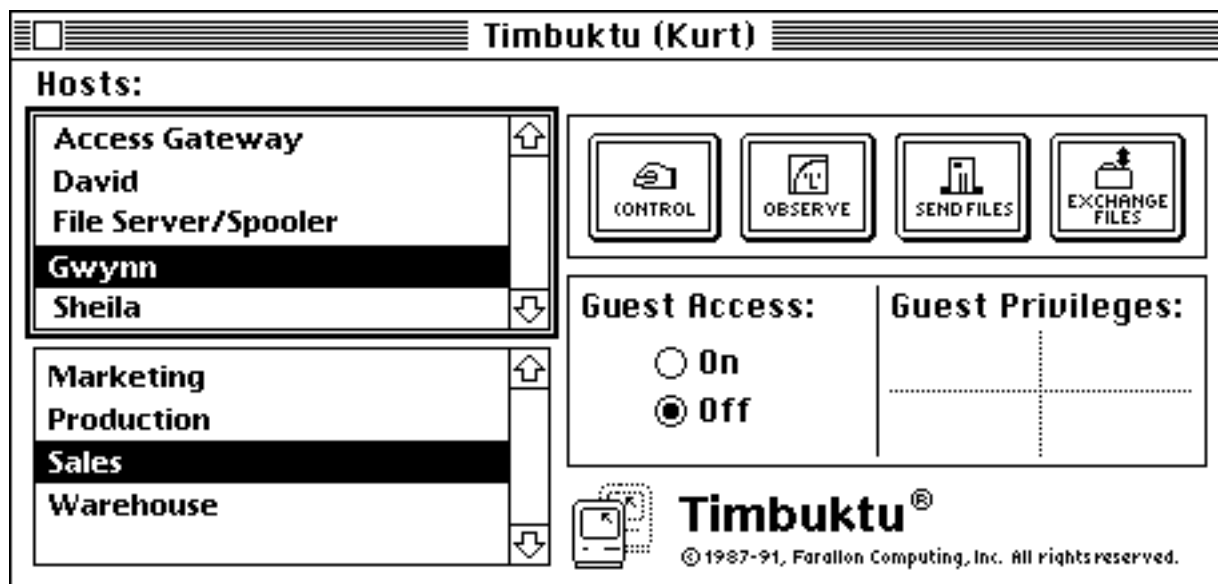 Timbuktu (Kurt)
Hosts:
Access Gateway
David
File Server/Spooler
Gwynn
Sheila
Marketing
Production
Sales
Warehouse
CONTROL
OBSERVE
SEND FILES
EXCHANGE
FILES
Guest Access:
On
Off
Guest Privileges:
Timbuktu®
© 1987-91, Farallon Computing, Inc. All rights reserved.